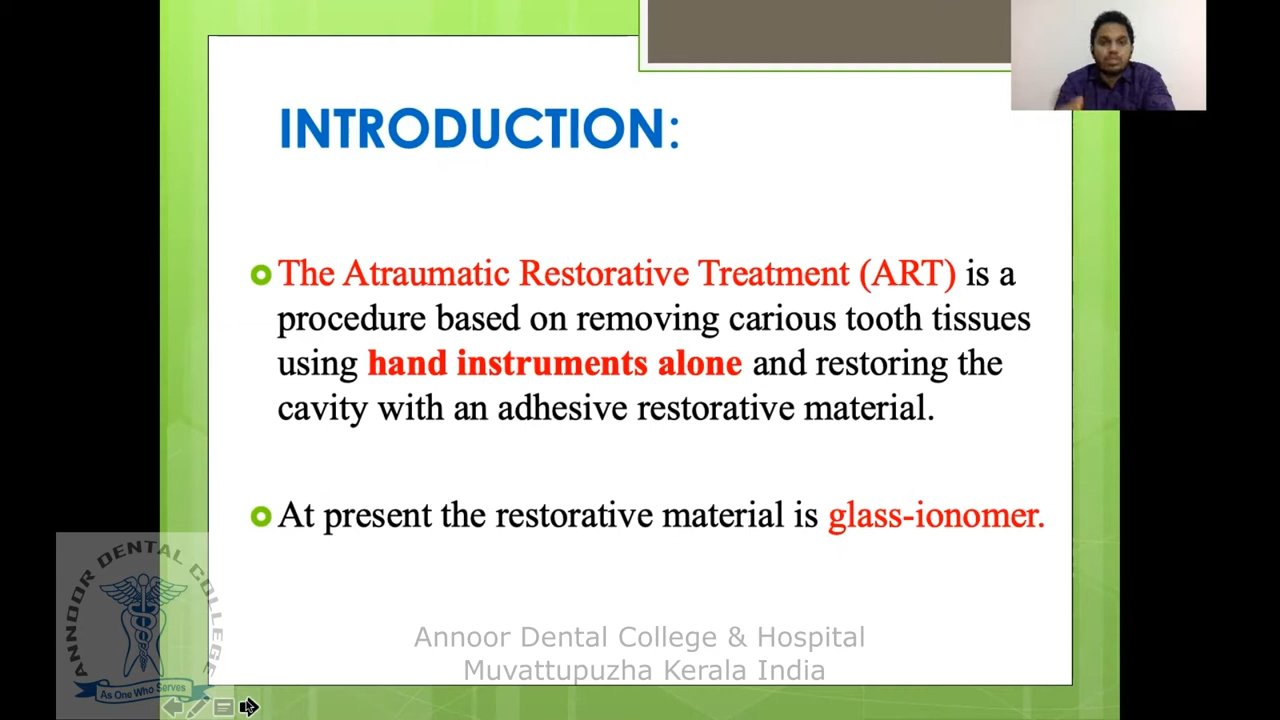 INTRODUCTION:
The Atraumatic Restorative Treatment (ART) is a
procedure based on removing carious tooth tissues
using hand instruments alone and restoring the
cavity with an adhesive restorative material.
At present the restorative material is glass-ionomer.
ANNOOR DENTAL COLLEGE
As One Who Serves
Annoor Dental College & Hospital
Muvattupuzha Kerala India